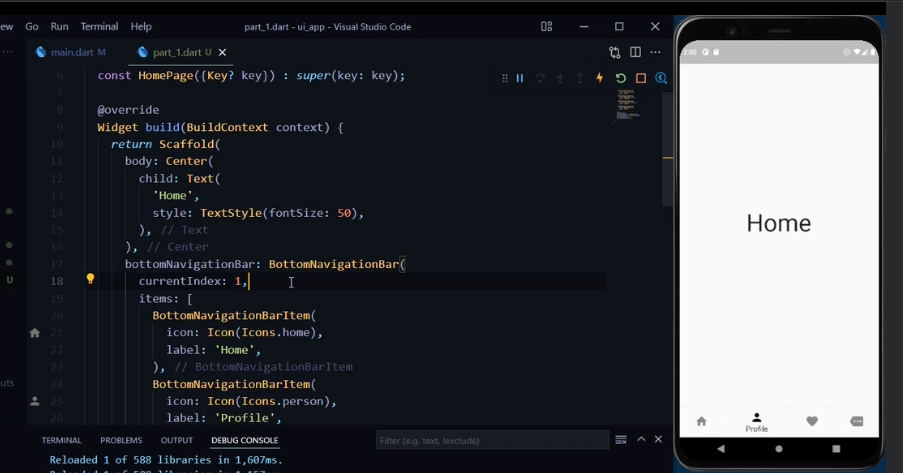 ew Go Run Terminal Help part_1.dart - ui_app - Visual Studio Code
main.dart M part_1.dart U
6 const HomePage({Key? key}) : super(key: key);
7
8 @override
9 Widget build(BuildContext context) {
10 return Scaffold(
11 body: Center(
12 child: Text(
13 'Home',
14 style: TextStyle(fontSize: 50),
15 ), // Text
16 ), // Center
17 bottomNavigationBar: BottomNavigationBar(
18 currentIndex: 1,
19 items: [
20 BottomNavigationBarItem(
21 icon: Icon(Icons.home),
22 label: 'Home',
23 ), // BottomNavigationBarItem
24 BottomNavigationBarItem(
25 icon: Icon(Icons.person),
26 label: 'Profile',
U
uts
TERMINAL PROBLEMS OUTPUT DEBUG CONSOLE Filter (e.g. text, !exclude)
Reloaded 1 of 588 libraries in 1,607ms.
Reloaded 1 of 588 libraries in 1,157ms.
2:00
Home
Profile